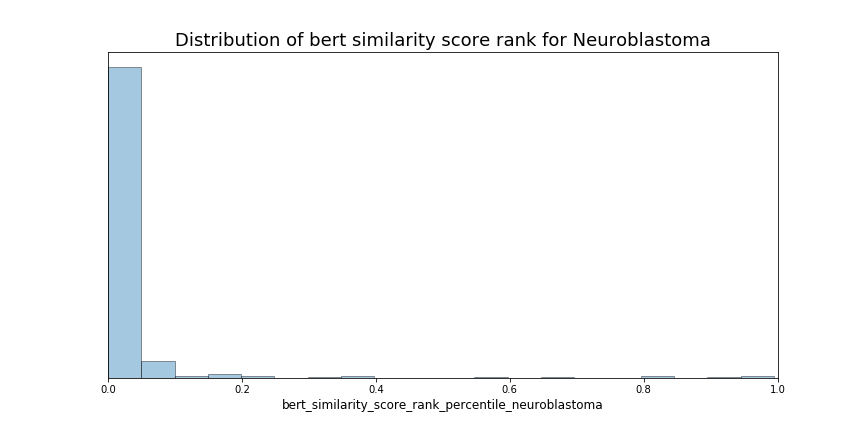 Distribution of bert similarity score rank for Neuroblastoma
0.0 0.2 0.4 0.6 0.8 1.0
bert_similarity_score_rank_percentile_neuroblastoma